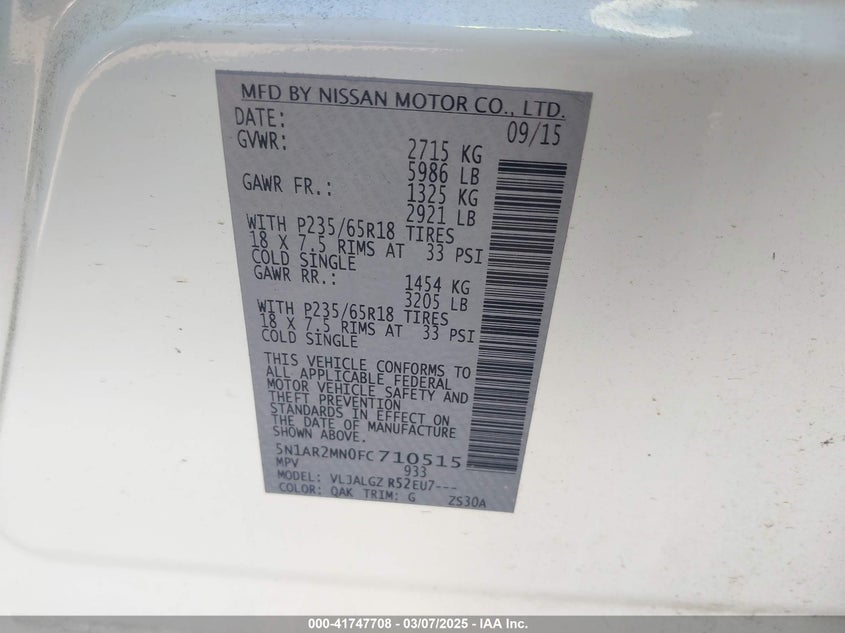 MFD BY NISSAN MOTOR CO., LTD.
DATE: 09/15
GVWR: 2715 KG
5986 LB
GAWR FR.: 1325 KG
2921 LB
WITH P235/65R18 TIRES
18 X 7.5 RIMS AT 33 PSI
COLD SINGLE
GAWR RR.: 1454 KG
3205 LB
WITH P235/65R18 TIRES
18 X 7.5 RIMS AT 33 PSI
COLD SINGLE
THIS VEHICLE CONFORMS TO
ALL APPLICABLE FEDERAL
MOTOR VEHICLE SAFETY AND
THEFT PREVENTION
STANDARDS IN EFFECT ON
THE DATE OF MANUFACTURE
SHOWN ABOVE.
5N1AR2MN0FC710515
MPV 933
MODEL: VLJALGZ R52EU7---
COLOR: QAK TRIM: G ZS30A
000-41747708 - 03/07/2025 - IAA Inc.